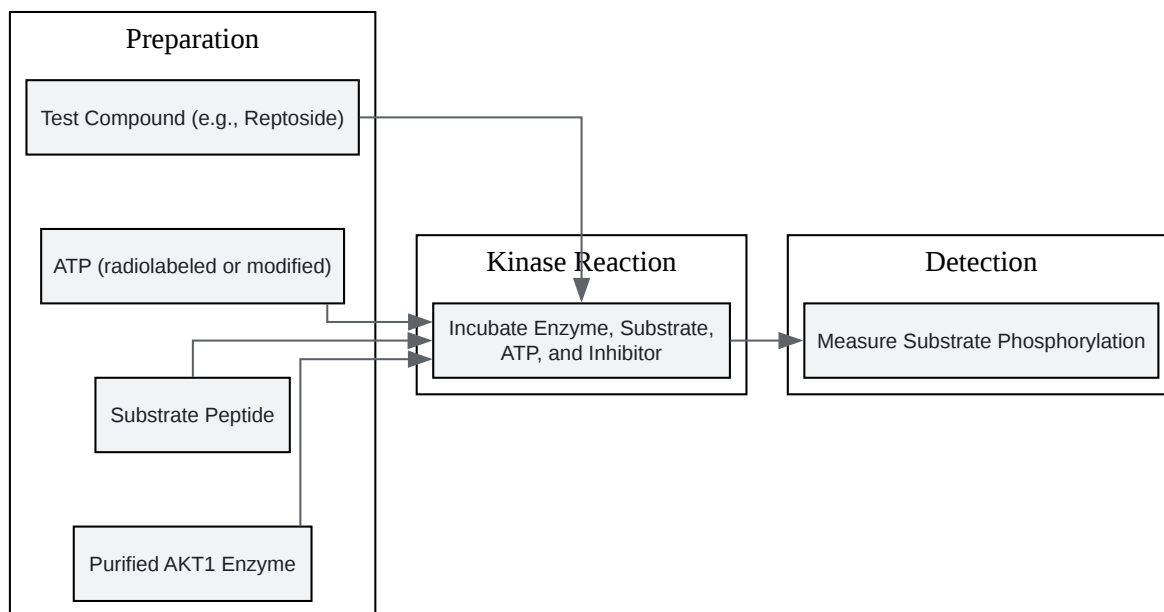 Preparation
Test Compound (e.g., Reptoside)
ATP (radiolabeled or modified)
Substrate Peptide
Purified AKT1 Enzyme
Kinase Reaction
Incubate Enzyme, Substrate,
ATP, and Inhibitor
Detection
Measure Substrate Phosphorylation